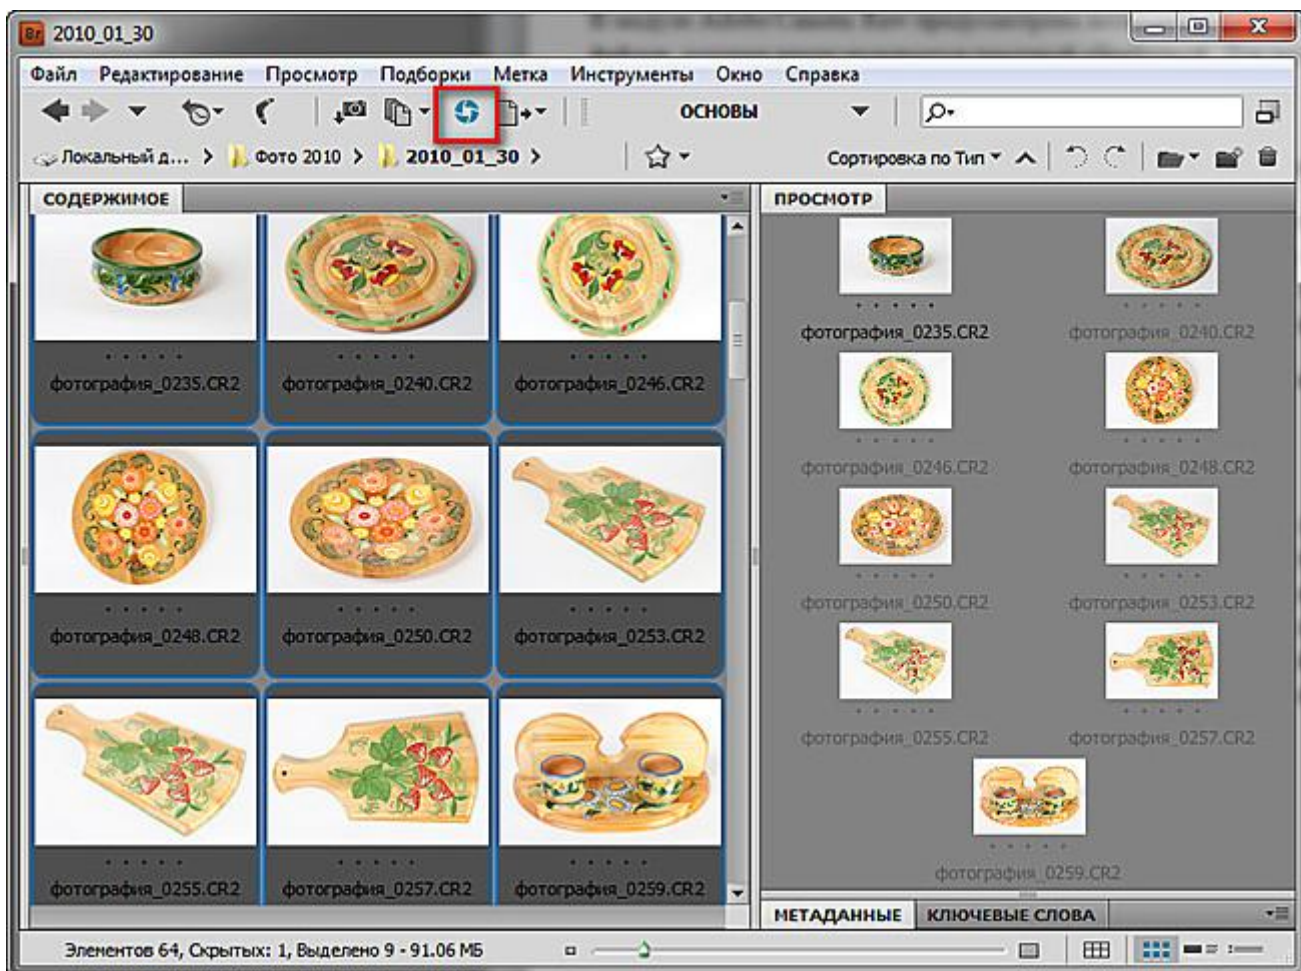 Br 2010_01_30
Файл Редактирование Просмотр Подборки Метка Инструменты Окно Справка
ОСНОВЫ
Локальный д... > Фото 2010 > 2010_01_30 >
Сортировка по Тип
СОДЕРЖИМОЕ
фотография_0235.CR2 фотография_0240.CR2 фотография_0246.CR2
фотография_0248.CR2 фотография_0250.CR2 фотография_0253.CR2
фотография_0255.CR2 фотография_0257.CR2 фотография_0259.CR2
ПРОСМОТР
фотография_0235.CR2 фотография_0240.CR2
фотография_0246.CR2 фотография_0248.CR2
фотография_0250.CR2 фотография_0253.CR2
фотография_0255.CR2 фотография_0257.CR2
фотография_0259.CR2
МЕТАДАННЫЕ КЛЮЧЕВЫЕ СЛОВА
Элементов 64, Скрытых: 1, Выделено 9 - 91.06 МБ